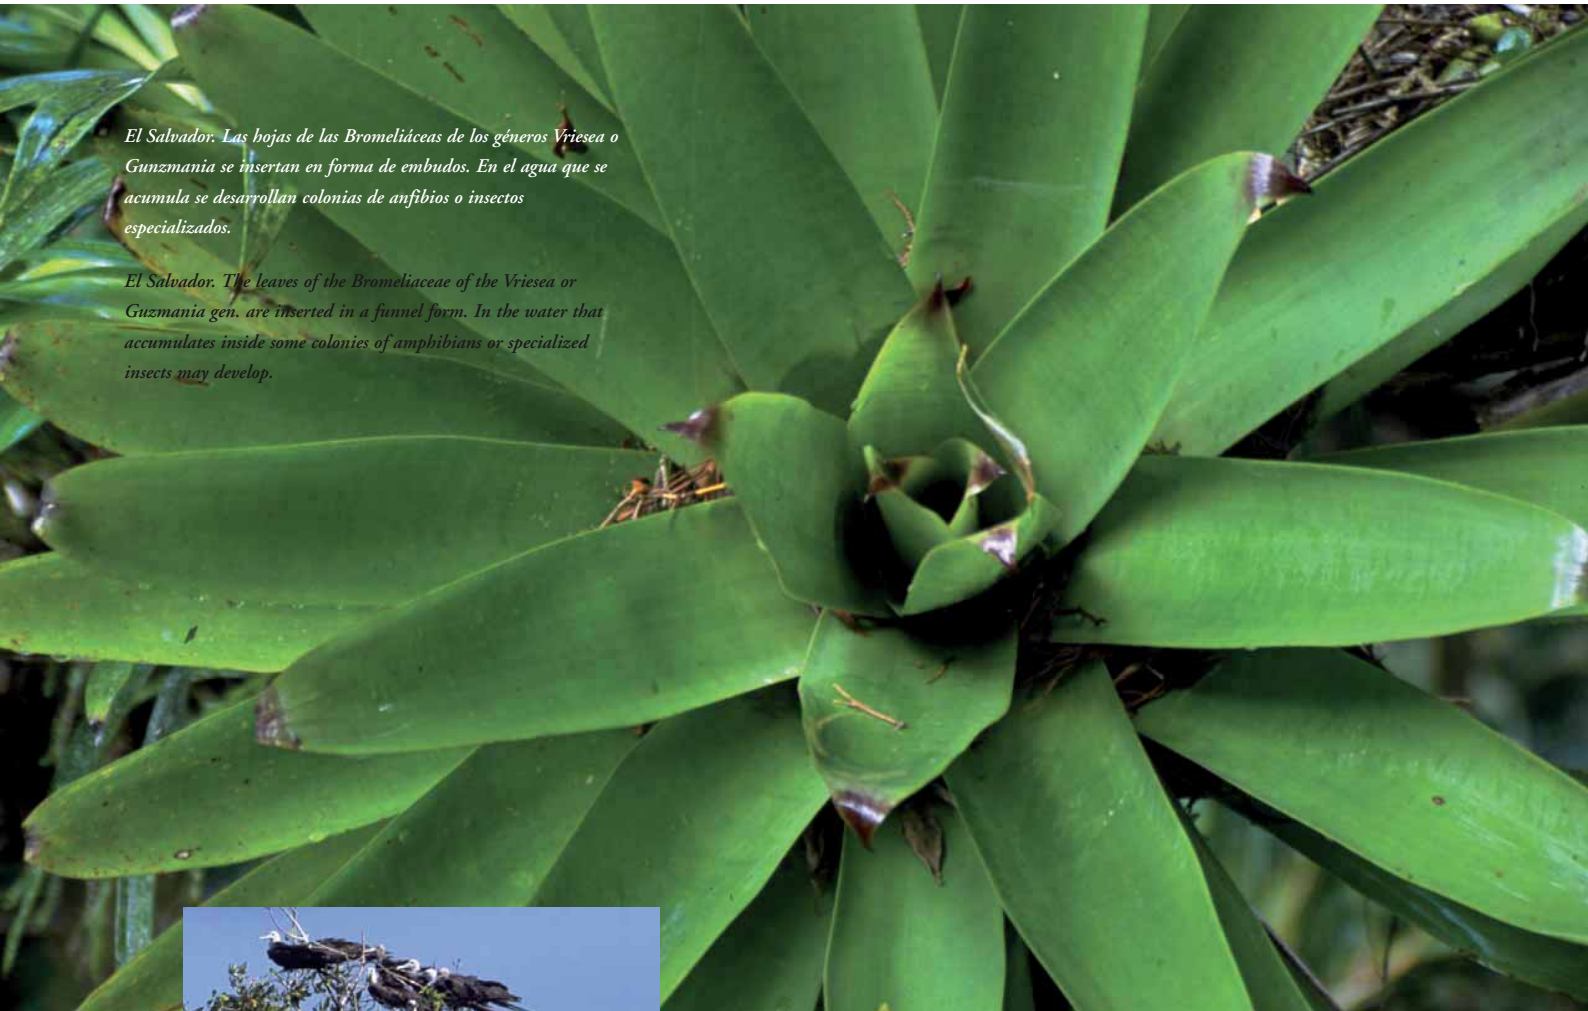 El Salvador. Las hojas de las Bromeliáceas de los géneros Vriesea o
Gunzmania se insertan en forma de embudos. En el agua que se
acumula se desarrollan colonias de anfibios o insectos
especializados.
El Salvador. The leaves of the Bromeliaceae of the Vriesea or
Guzmania gen. are inserted in a funnel form. In the water that
accumulates inside some colonies of amphibians or specialized
insects may develop.